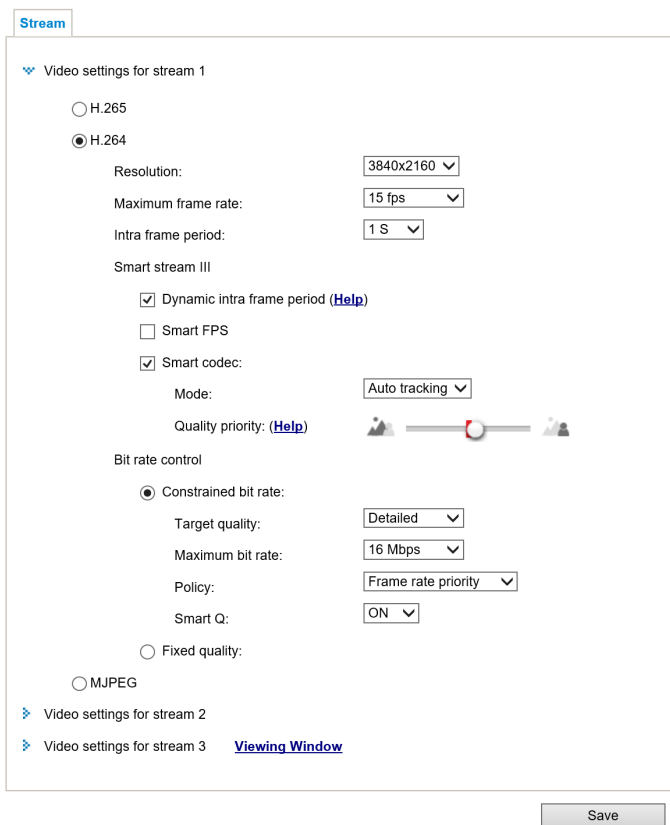 Stream
Video settings for stream 1
H.265
H.264
Resolution: 3840x2160
Maximum frame rate: 15 fps
Intra frame period: 1 S
Smart stream III
Dynamic intra frame period (Help)
Smart FPS
Smart codec:
Mode: Auto tracking
Quality priority: (Help)
Bit rate control
Constrained bit rate:
Target quality: Detailed
Maximum bit rate: 16 Mbps
Policy: Frame rate priority
Smart Q: ON
Fixed quality:
MJPEG
Video settings for stream 2
Video settings for stream 3 Viewing Window
Save